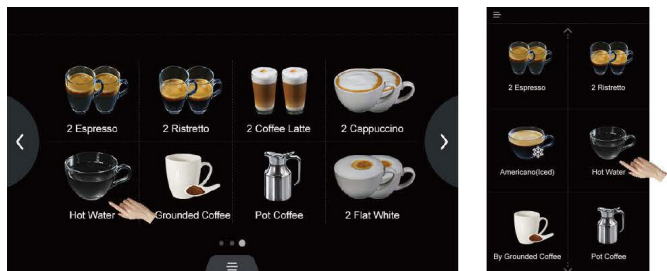 2 Espresso
2 Ristretto
2 Coffee Latte
2 Cappuccino
Hot Water
Grounded Coffee
Pot Coffee
2 Flat White
2 Espresso
2 Ristretto
Americano(Iced)
Hot Water
By Grounded Coffee
Pot Coffee